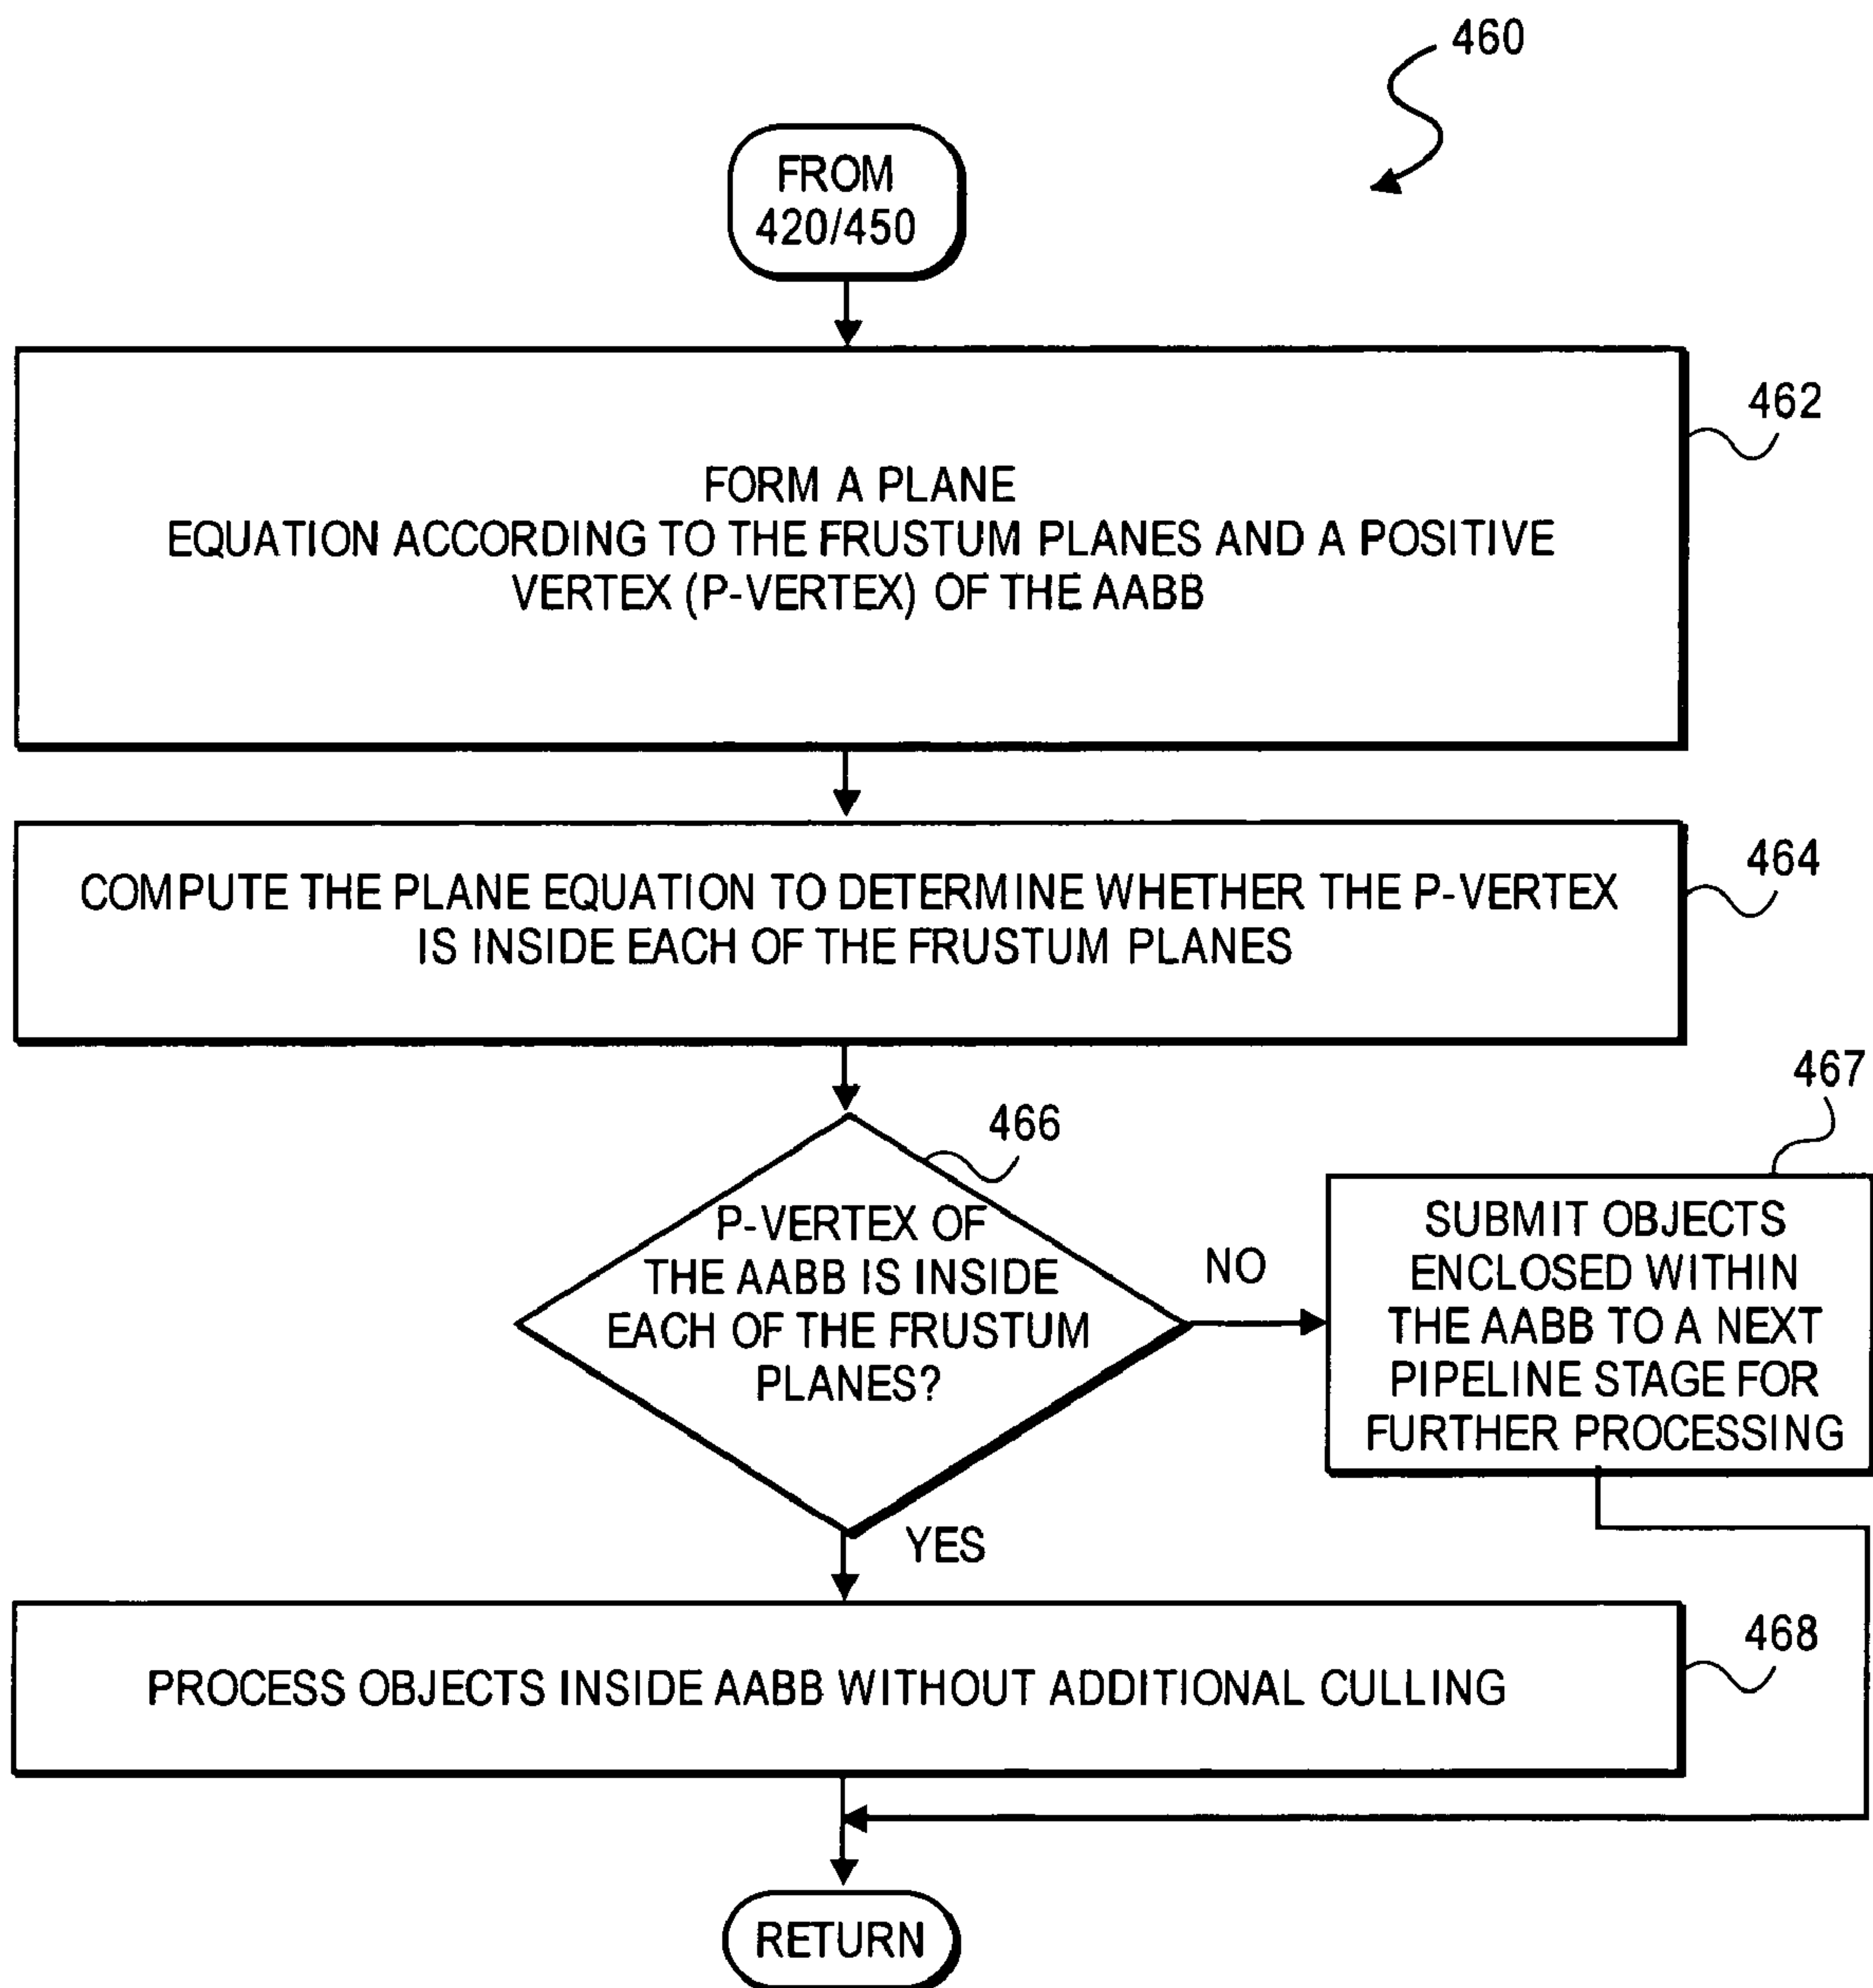 460
FROM
420/450
462
FORM A PLANE
EQUATION ACCORDING TO THE FRUSTUM PLANES AND A POSITIVE
VERTEX (P-VERTEX) OF THE AABB
464
COMPUTE THE PLANE EQUATION TO DETERMINE WHETHER THE P-VERTEX
IS INSIDE EACH OF THE FRUSTUM PLANES
467
466
P-VERTEX OF
THE AABB IS INSIDE
EACH OF THE FRUSTUM
PLANES?
NO
SUBMIT OBJECTS
ENCLOSED WITHIN
THE AABB TO A NEXT
PIPELINE STAGE FOR
FURTHER PROCESSING
YES
468
PROCESS OBJECTS INSIDE AABB WITHOUT ADDITIONAL CULLING
RETURN